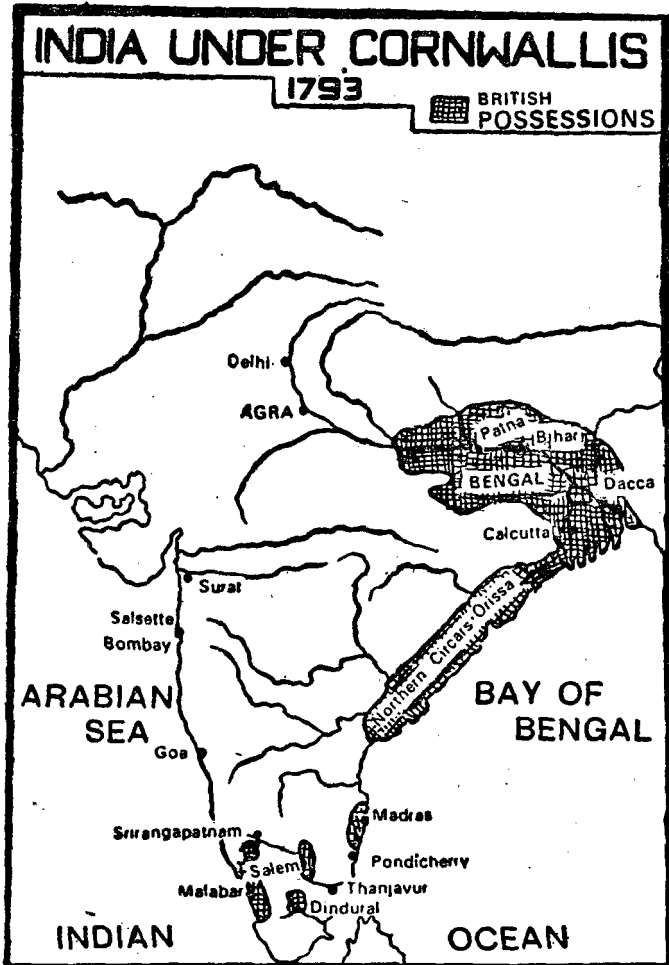 INDIA UNDER CORNWALLIS
1793
BRITISH
POSSESSIONS
Delhi
AGRA
Patna
Bihar
BENGAL
Dacca
Calcutta
Surat
Northern Circars-Orissa
Salsette
Bombay
ARABIAN
SEA
BAY OF
BENGAL
Goa
Madras
Srirangapatnam
Salem
Pondicherry
Malabar
Thanjavur
Dindural
INDIAN
OCEAN